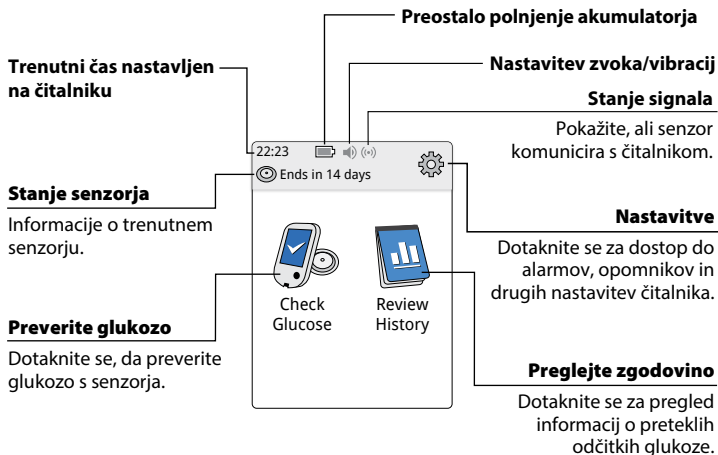 Preostalo polnjenje akumulatorja
Trenutni čas nastavljen
na čitalniku
Nastavitev zvoka/vibracij
Stanje signala
Pokažite, ali senzor
komunicira s čitalnikom.
22:23
Ends in 14 days
Stanje senzorja
Informacije o trenutnem
senzorju.
Nastavitve
Dotaknite se za dostop do
alarmov, opomnikov in
drugih nastavitev čitalnika.
Check
Glucose
Review
History
Preverite glukozo
Dotaknite se, da preverite
glukozo s senzorja.
Preglejte zgodovino
Dotaknite se za pregled
informacij o preteklih
odčitkih glukoze.